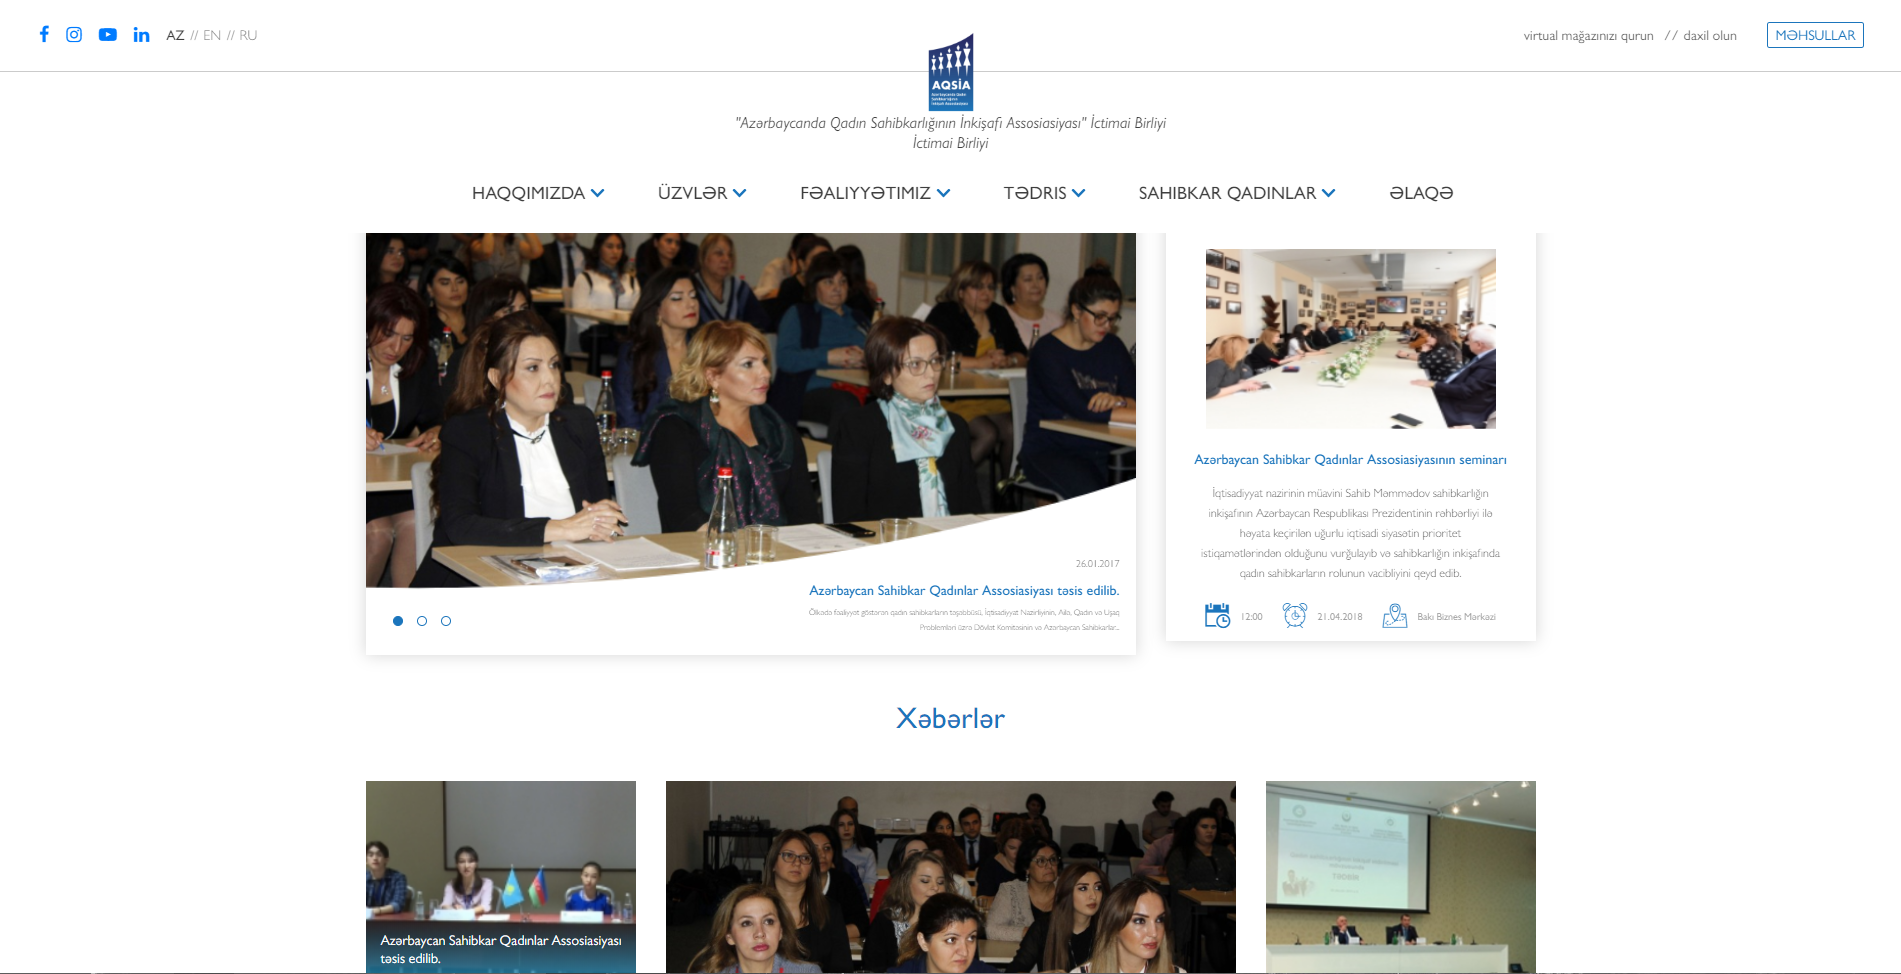 AZ // EN // RU
virtual mağazınızı qurun // daxil olun
MƏHSULLAR
AQSİA
Azərbaycanda Qadın
Sahibkarlığının
İnkişafı Assosiasiyası
"Azərbaycanda Qadın Sahibkarlığının İnkişafı Assosiasiyası" İctimai Birliyi
İctimai Birliyi
HAQQIMIZDA
ÜZVLƏR
FƏALIYYƏTIMIZ
TƏDRIS
SAHIBKAR QADINLAR
ƏLAQƏ
26.01.2017
Azərbaycan Sahibkar Qadınlar Assosiasiyası təsis edilib.
Ölkədə fəaliyyət göstərən qadın sahibkarların təşəbbüsü, İqtisadiyyat Nazirliyinin, Ailə, Qadın və Uşaq
Problemləri üzrə Dövlət Komitəsinin və Azərbaycan Sahibkarlar...
Azərbaycan Sahibkar Qadınlar Assosiasiyasının seminarı
İqtisadiyyat nazirinin müavini Sahib Məmmədov sahibkarlığın
inkişafının Azərbaycan Respublikası Prezidentinin rəhbərliyi ilə
həyata keçirilən uğurlu iqtisadi siyasətin prioritet
istiqamətlərindən olduğunu vurğulayıb və sahibkarlığın inkişafında
qadın sahibkarların rolunun vacibliyini qeyd edib.
12:00
21.04.2018
Bakı Biznes Mərkəzi
Xəbərlər
Azərbaycan Sahibkar Qadınlar Assosiasiyası
təsis edilib.